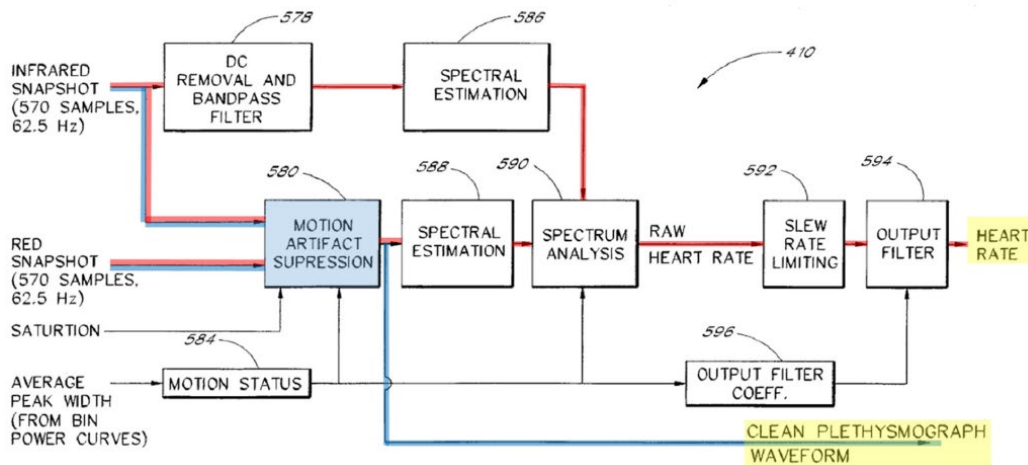 578
586
410
INFRARED
SNAPSHOT
(570 SAMPLES,
62.5 Hz)
DC
REMOVAL AND
BANDPASS
FILTER
SPECTRAL
ESTIMATION
580
588
590
592
594
RED
SNAPSHOT
(570 SAMPLES,
62.5 Hz)
MOTION
ARTIFACT
SUPRESSION
SPECTRAL
ESTIMATION
SPECTRUM
ANALYSIS
RAW
HEART RATE
SLEW
RATE
LIMITING
OUTPUT
FILTER
HEART
RATE
SATURTION
584
596
AVERAGE
PEAK WIDTH
(FROM BIN
POWER CURVES)
MOTION STATUS
OUTPUT FILTER
COEFF.
CLEAN PLETHYSMOGRAPH
WAVEFORM